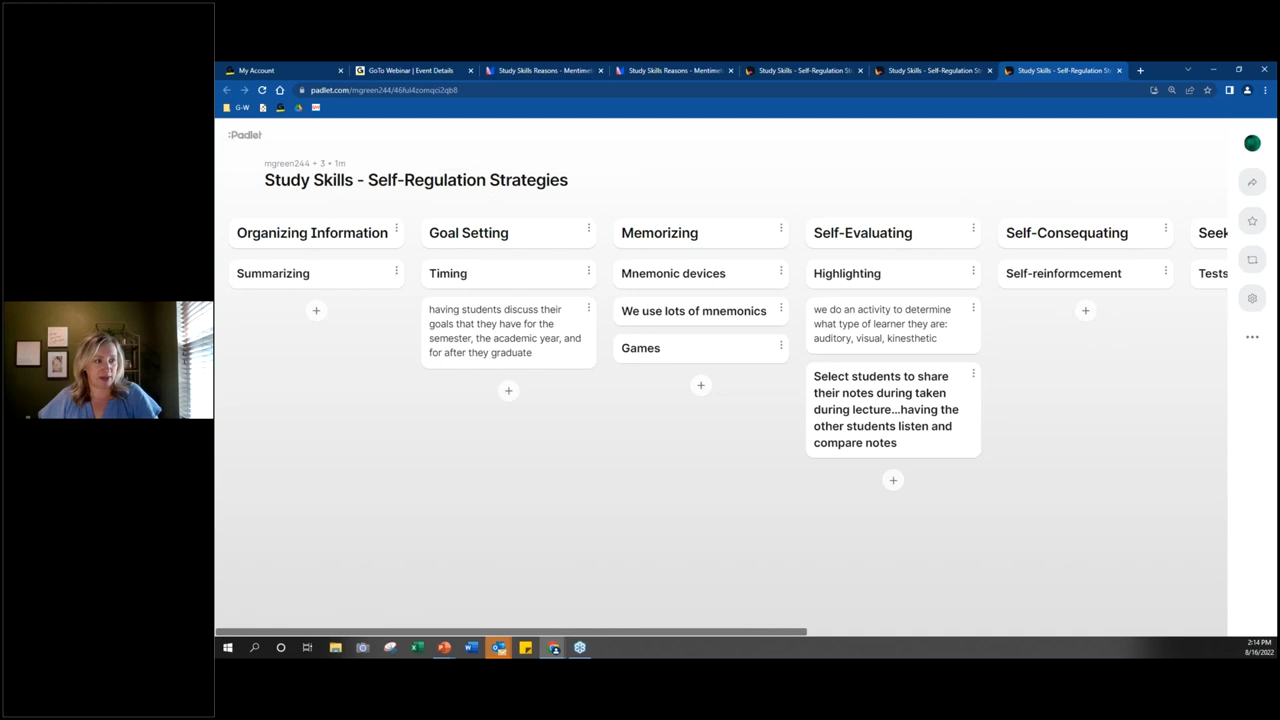 My Account
GoTo Webinar | Event Details
Study Skills Reasons - Mentimet
Study Skills Reasons - Mentimet
Study Skills - Self-Regulation St
Study Skills - Self-Regulation St
Study Skills - Self-Regulation St
padlet.com/mgreen244/46ful4zomqci2qb8
G-W
:Padlet
mgreen244 + 3 • 1m
Study Skills - Self-Regulation Strategies
Organizing Information
Summarizing
Goal Setting
Timing
having students discuss their
goals that they have for the
semester, the academic year, and
for after they graduate
Memorizing
Mnemonic devices
We use lots of mnemonics
Games
Self-Evaluating
Highlighting
we do an activity to determine
what type of learner they are:
auditory, visual, kinesthetic
Select students to share
their notes during taken
during lecture...having the
other students listen and
compare notes
Self-Consequating
Self-reinformcement
Seek
Tests
2:14 PM
8/16/2022